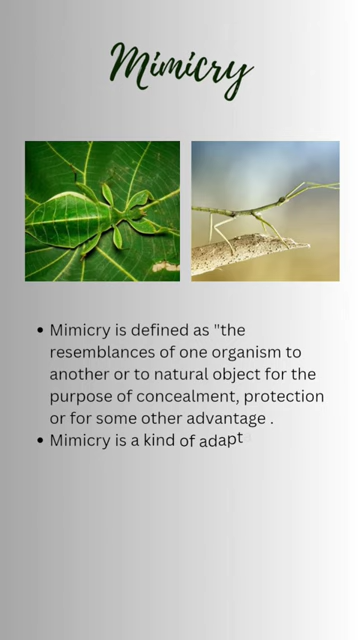 Mimicry
• Mimicry is defined as "the
resemblances of one organism to
another or to natural object for the
purpose of concealment, protection
or for some other advantage .
• Mimicry is a kind of adapt